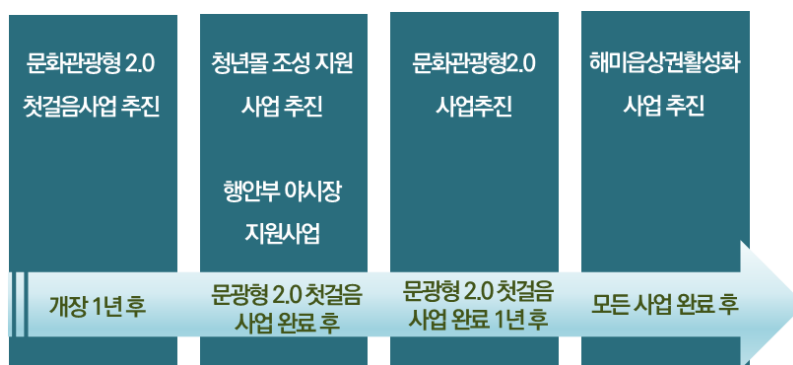 문화관광형 2.0
첫걸음사업 추진
청년몰 조성 지원
사업 추진
행안부 야시장
지원사업
문화관광형2.0
사업추진
해미읍상권활성화
사업 추진
개장 1년 후
문광형 2.0 첫걸음
사업 완료 후
문광형 2.0 첫걸음
사업 완료 1년 후
모든 사업 완료 후